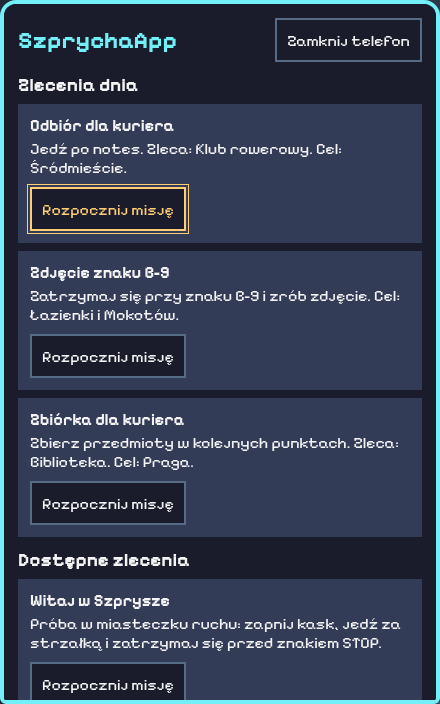 SzprychaApp
Zamknij telefon
Zlecenia dnia
Odbiór dla kuriera
Jedź po notes. Zleca: Klub rowerowy. Cel:
Śródmieście.
Rozpocznij misję
Zdjęcie znaku B-9
Zatrzymaj się przy znaku B-9 i zrób zdjęcie. Cel:
Łazienki i Mokotów.
Rozpocznij misję
Zbiórka dla kuriera
Zbierz przedmioty w kolejnych punktach. Zleca:
Biblioteka. Cel: Praga.
Rozpocznij misję
Dostępne zlecenia
Witaj w Szprysze
Próba w miasteczku ruchu: zapnij kask, jedź za
strzałką i zatrzymaj się przed znakiem STOP.
Rozpocznij misję